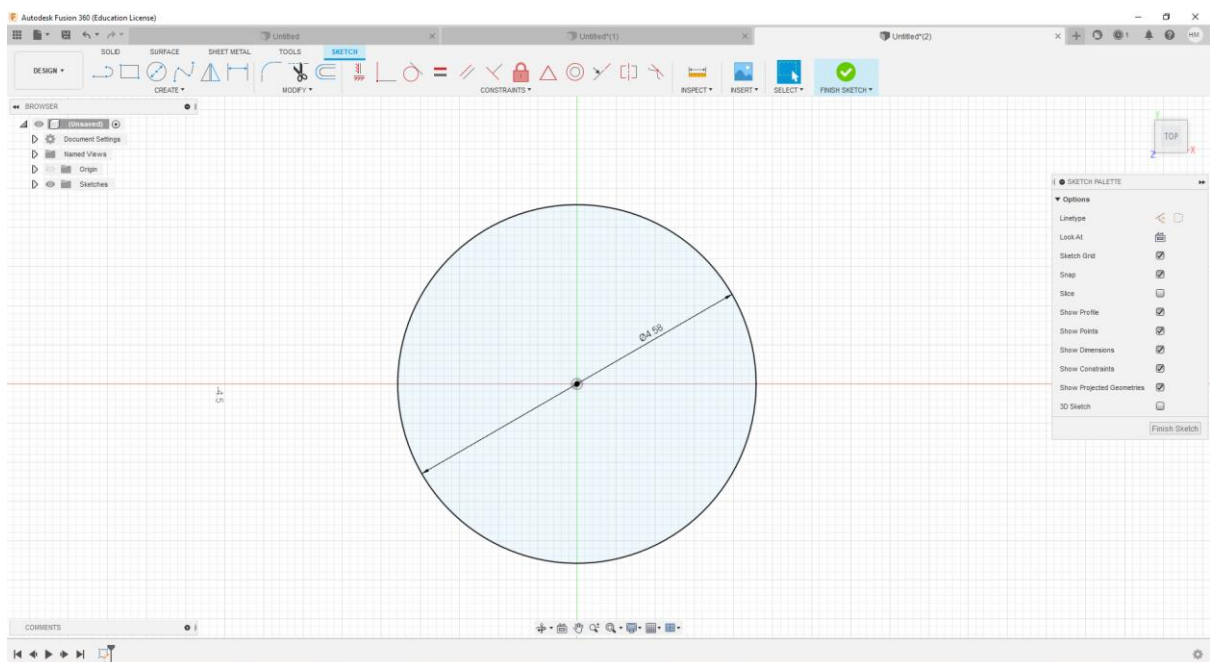 Autodesk Fusion 360 (Education License)
Untitled
Untitled*(1)
Untitled*(2)
1
HM
SOLID SURFACE SHEET METAL TOOLS SKETCH
DESIGN
CREATE MODIFY CONSTRAINTS INSPECT INSERT SELECT FINISH SKETCH
BROWSER
(Unsaved)
Document Settings
Named Views
Origin
Sketches
Y
TOP
X
Z
SKETCH PALETTE
Options
Linetype
Look At
Sketch Grid
Snap
Slice
Show Profile
Show Points
Show Dimensions
Show Constraints
Show Projected Geometries
3D Sketch
Finish Sketch
Ø4.58
-4.5
COMMENTS